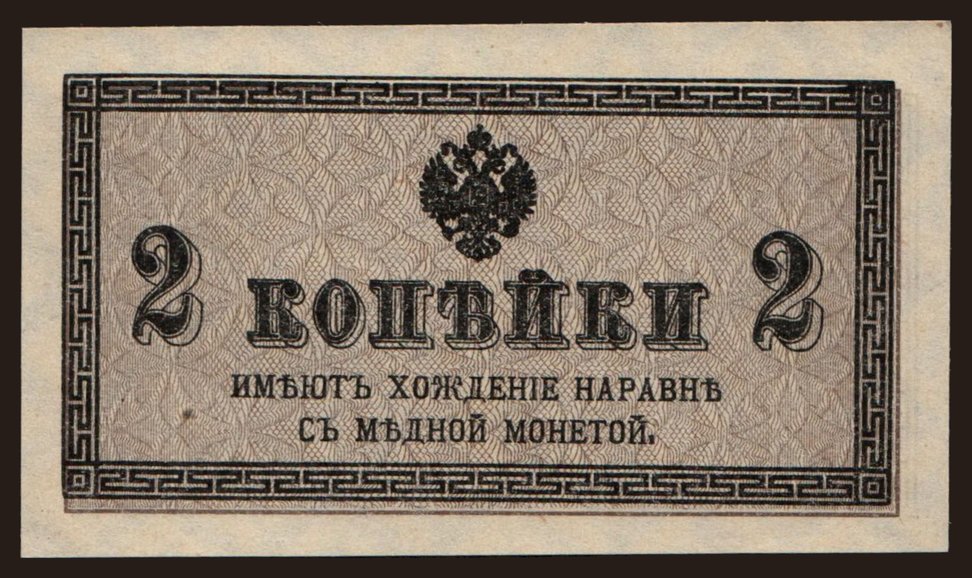 2 КОПѢЙКИ 2
ИМѢЮТЪ ХОЖДЕНІЕ НАРАВНѢ
СЪ МѢДНОЙ МОНЕТОЙ.